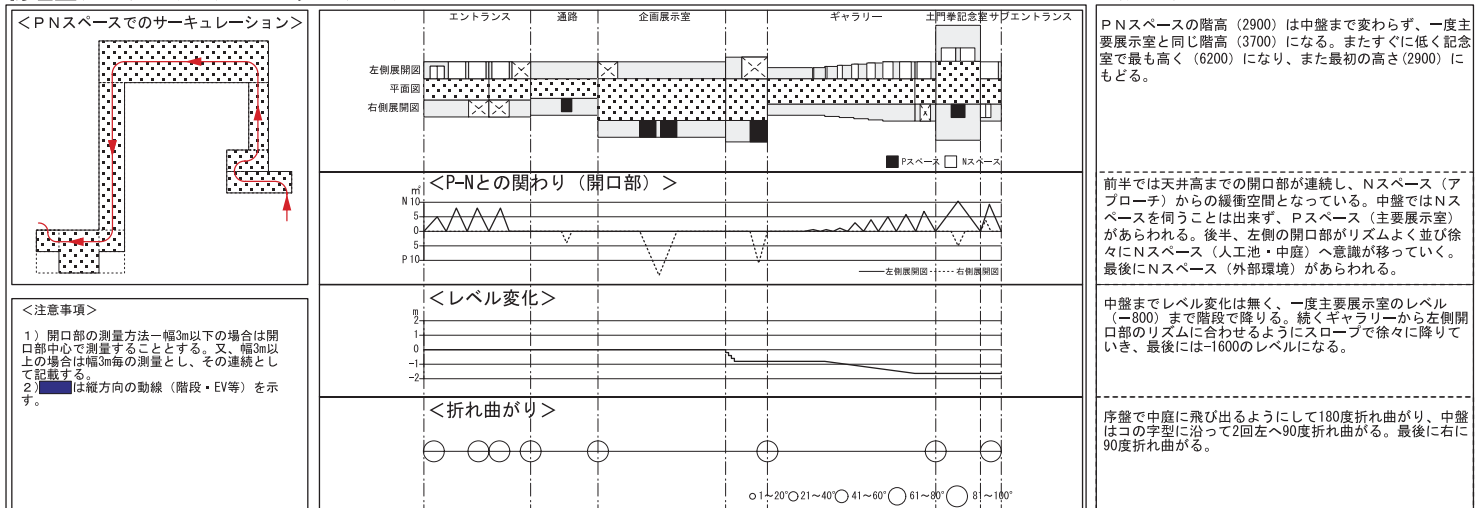 <PNスペースでのサーキュレーション>
<注意事項>
1）開口部の測量方法ー幅3m以下の場合は開
口部中心で測量することとする。又、幅3m以
上の場合は幅3m毎の測量とし、その連続とし
て記載する。
2）　　は縦方向の動線（階段・EV等）を示
す。
エントランス 通路 企画展示室 ギャラリー 土門拳記念室 サブエントランス
左側展開図
平面図
右側展開図
Pスペース Nスペース
<P-Nとの関わり（開口部）>
㎡
N 10
5
0
5
P 10
左側展開図 右側展開図
<レベル変化>
m
2
1
0
-1
-2
<折れ曲がり>
1～20° 21～40° 41～60° 61～80° 81～100°
PNスペースの階高（2900）は中盤まで変わらず、一度主
要展示室と同じ階高（3700）になる。またすぐに低く記念
室で最も高く（6200）になり、また最初の高さ(2900）に
もどる。
前半では天井高までの開口部が連続し、Nスペース（ア
プローチ）からの緩衝空間となっている。中盤ではNス
ペースを伺うことは出来ず、Pスペース（主要展示室）
があらわれる。後半、左側の開口部がリズムよく並び徐
々にNスペース（人工池・中庭）へ意識が移っていく。
最後にNスペース（外部環境）があらわれる。
中盤までレベル変化は無く、一度主要展示室のレベル
（－800）まで階段で降りる。続くギャラリーから左側開
口部のリズムに合わせるようにスロープで徐々に降りて
いき、最後には-1600のレベルになる。
序盤で中庭に飛び出るようにして180度折れ曲がり、中盤
はコの字型に沿って2回左へ90度折れ曲がる。最後に右に
90度折れ曲がる。